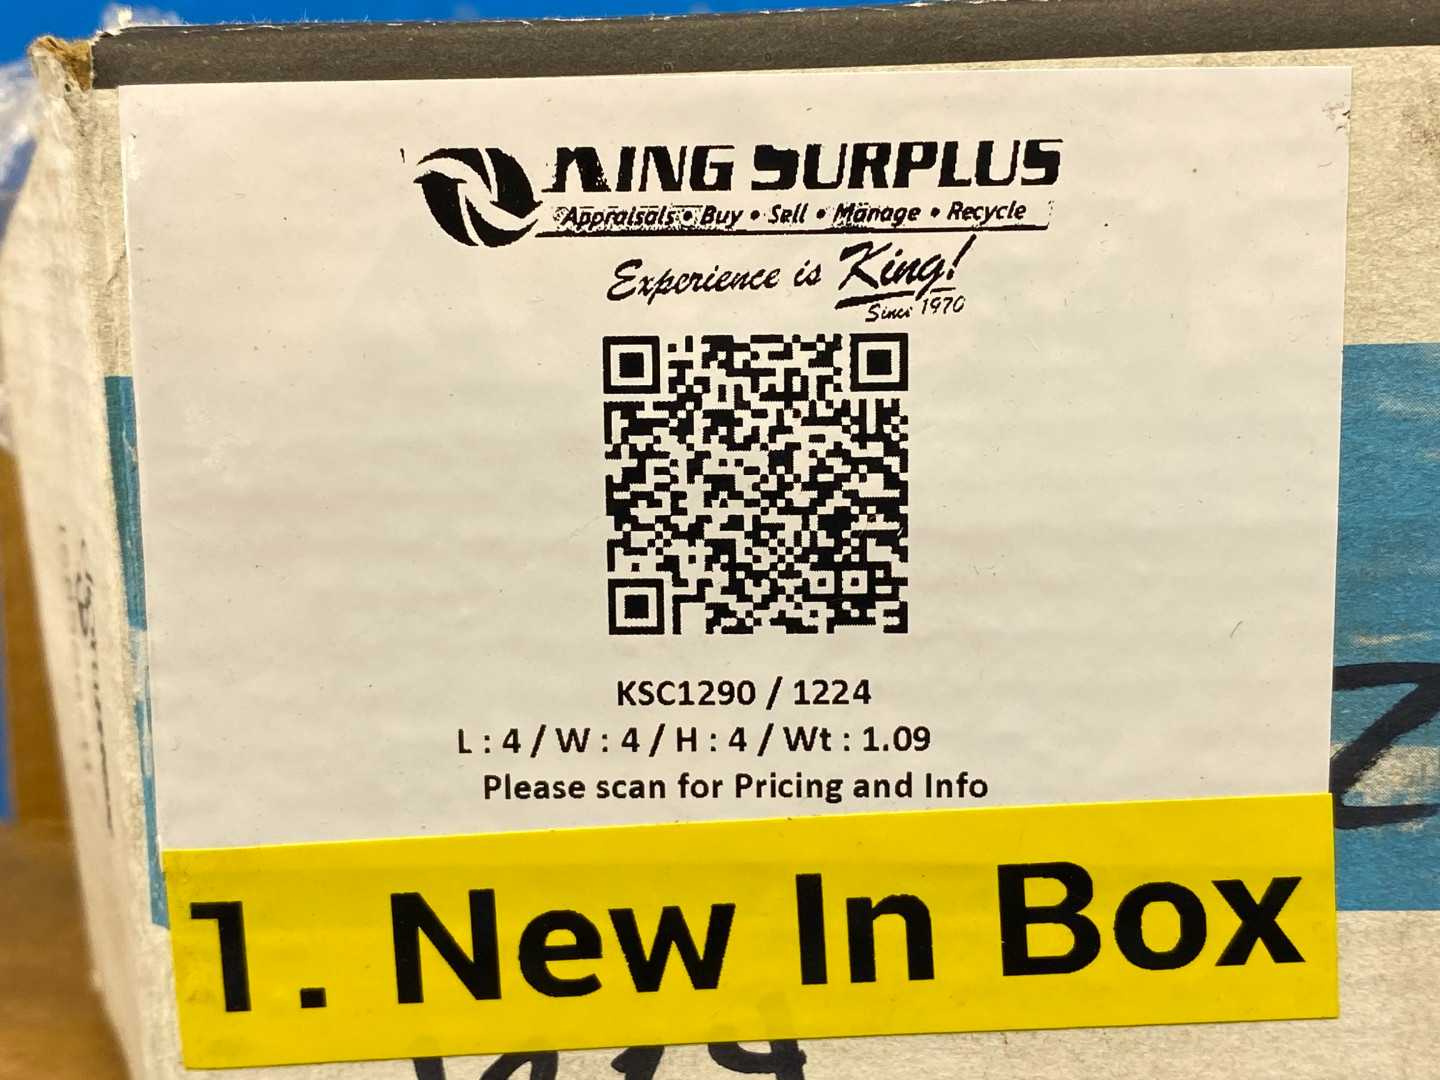 KING SURPLUS
Appraisals • Buy • Sell • Manage • Recycle
Experience is King!
Since 1970
KSC1290 / 1224
L : 4 / W : 4 / H : 4 / Wt : 1.09
Please scan for Pricing and Info
1. New In Box